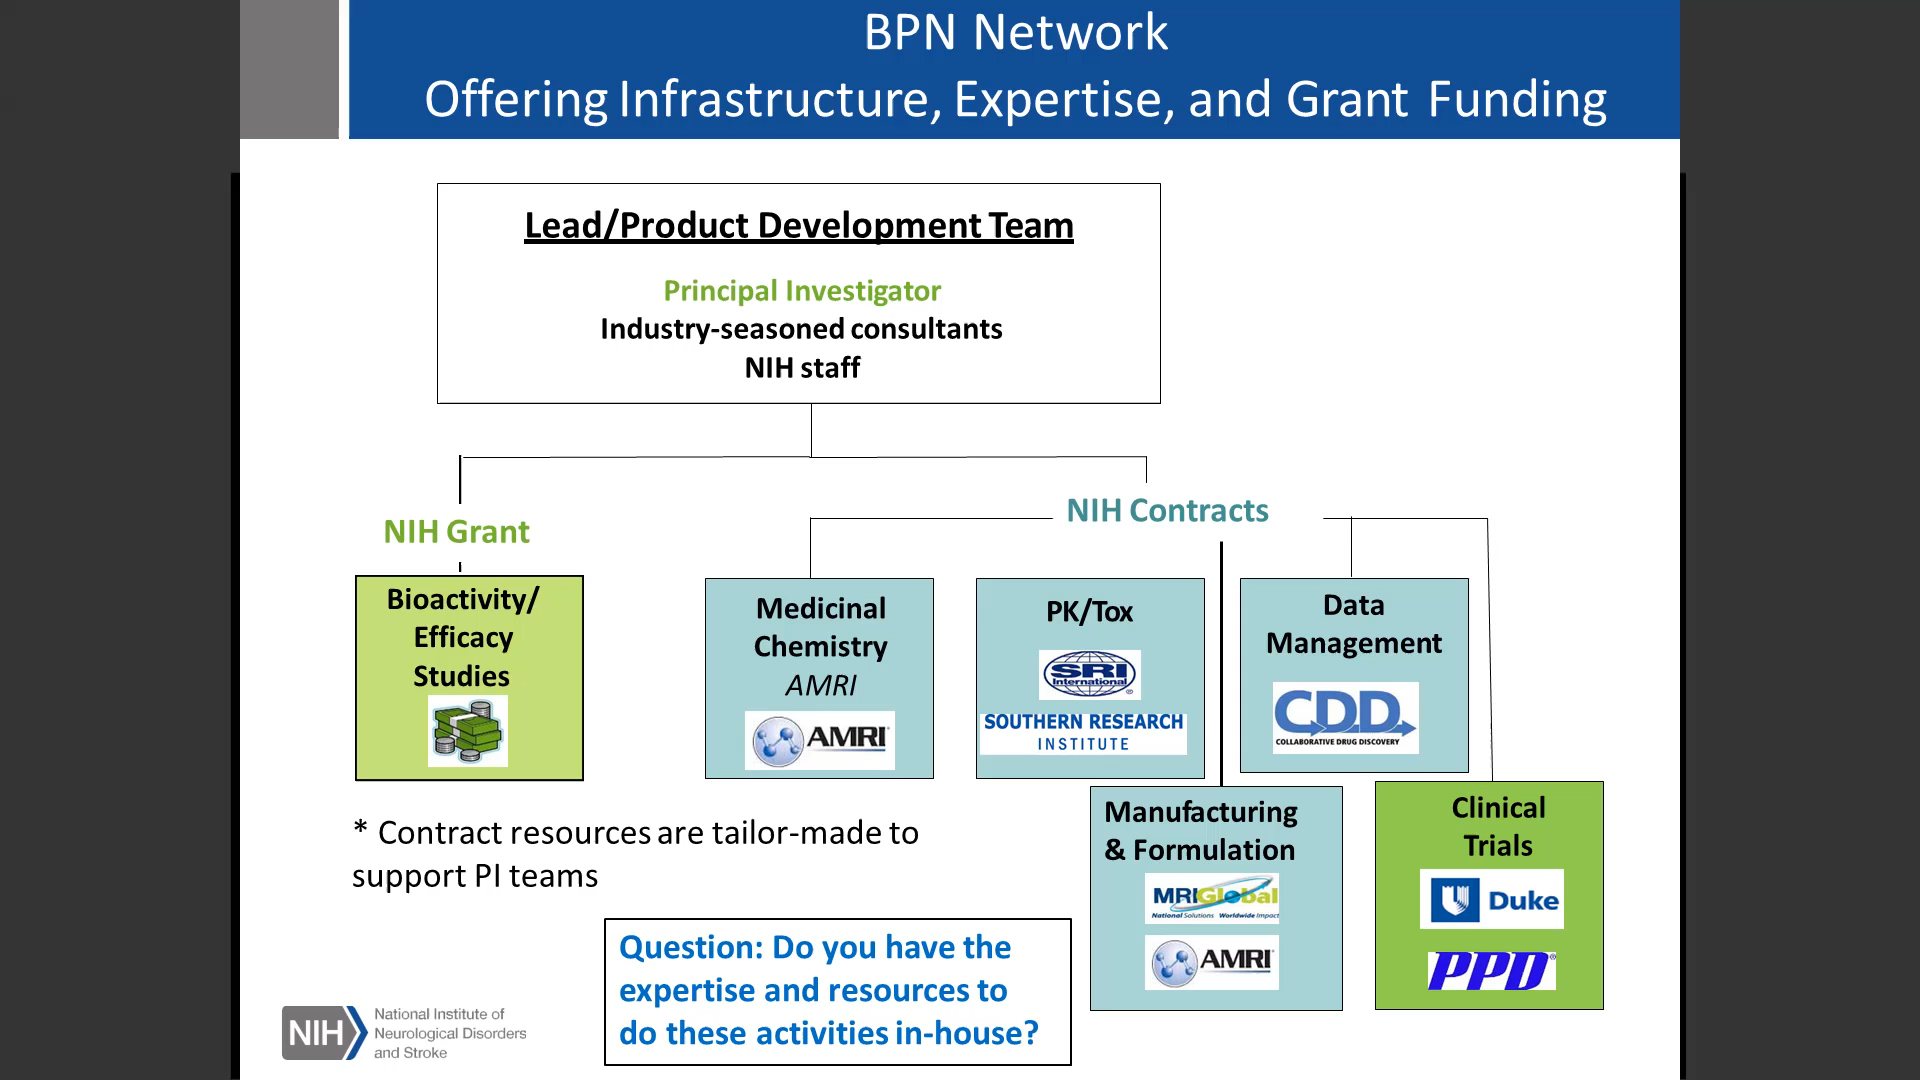 BPN Network
Offering Infrastructure, Expertise, and Grant Funding
Lead/Product Development Team
Principal Investigator
Industry-seasoned consultants
NIH staff
NIH Grant
NIH Contracts
Bioactivity/
Efficacy
Studies
Medicinal
Chemistry
AMRI
AMRI
PK/Tox
SRI
International®
SOUTHERN RESEARCH
INSTITUTE
Data
Management
CDD
COLLABORATIVE DRUG DISCOVERY
Manufacturing
& Formulation
MRIGlobal
National Solutions Worldwide Impact
AMRI
Clinical
Trials
Duke
PPD®
* Contract resources are tailor-made to
support PI teams
Question: Do you have the
expertise and resources to
do these activities in-house?
NIH
National Institute of
Neurological Disorders
and Stroke